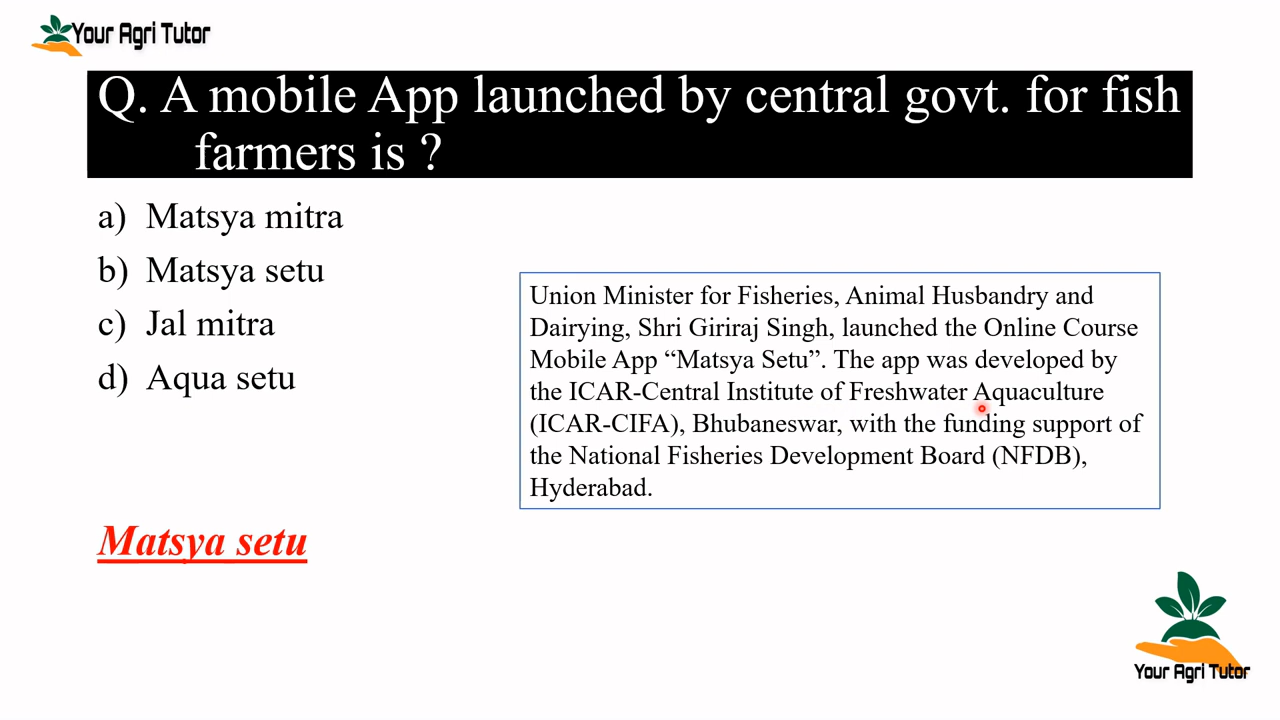 Your Agri Tutor
Q. A mobile App launched by central govt. for fish
farmers is ?
a) Matsya mitra
b) Matsya setu
c) Jal mitra
d) Aqua setu
Union Minister for Fisheries, Animal Husbandry and
Dairying, Shri Giriraj Singh, launched the Online Course
Mobile App “Matsya Setu”. The app was developed by
the ICAR-Central Institute of Freshwater Aquaculture
(ICAR-CIFA), Bhubaneswar, with the funding support of
the National Fisheries Development Board (NFDB),
Hyderabad.
Matsya setu
Your Agri Tutor